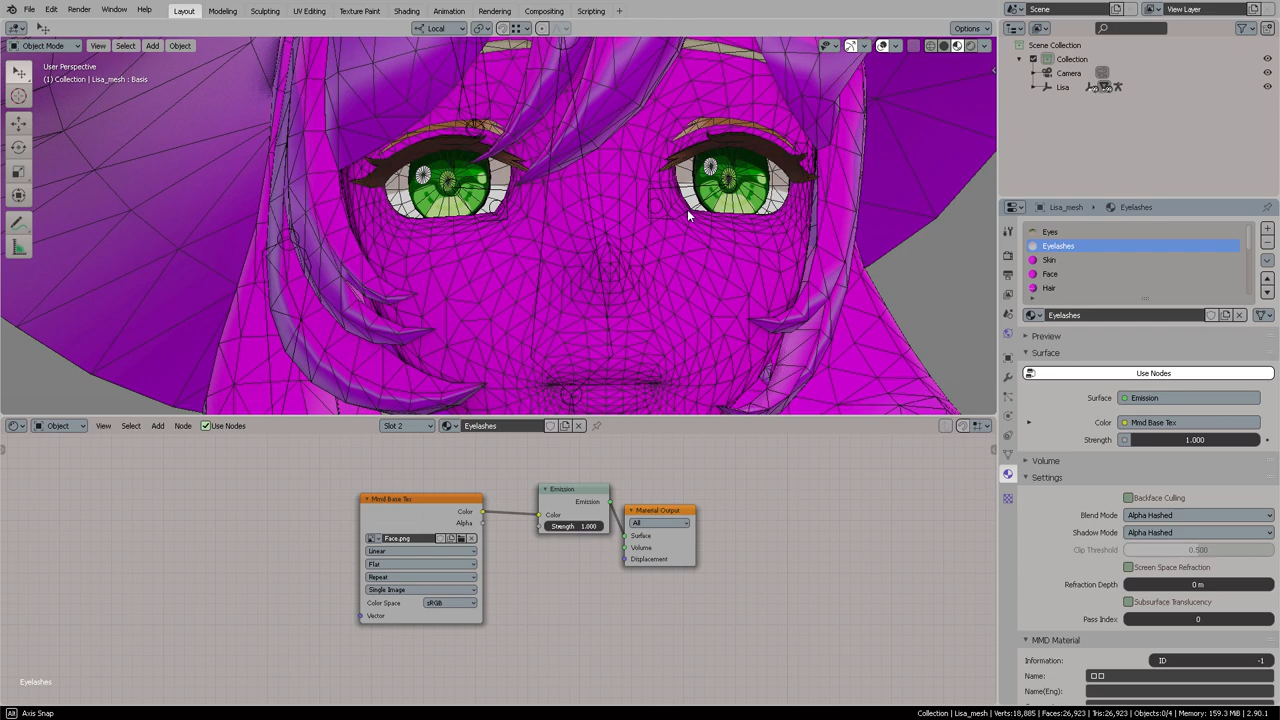 File Edit Render Window Help Layout Modeling Sculpting UV Editing Texture Paint Shading Animation Rendering Compositing Scripting Scene View Layer
Local Options
Object Mode View Select Add Object
User Perspective
(1) Collection | Lisa_mesh : Basis
Scene Collection
Collection
Camera
Lisa
Lisa_mesh Eyelashes
Eyes
Eyelashes
Skin
Face
Hair
Eyelashes
Preview
Surface
Use Nodes
Surface Emission
Color Mmd Base Tex
Strength 1.000
Volume
Settings
Backface Culling
Blend Mode Alpha Hashed
Shadow Mode Alpha Hashed
Clip Threshold 0.500
Screen Space Refraction
Refraction Depth 0 m
Subsurface Translucency
Pass Index 0
MMD Material
Information: ID -1
Name:
Name(Eng):
Object View Select Add Node Use Nodes Slot 2 Eyelashes
Mmd Base Tex
Color
Alpha
Face.png
Linear
Flat
Repeat
Single Image
Color Space sRGB
Vector
Emission
Emission
Color
Strength 1.000
Material Output
All
Surface
Volume
Displacement
Eyelashes
Alt Axis Snap
Collection | Lisa_mesh | Verts:18,885 | Faces:26,923 | Tris:26,923 | Objects:0/4 | Memory: 159.3 MiB | 2.90.1